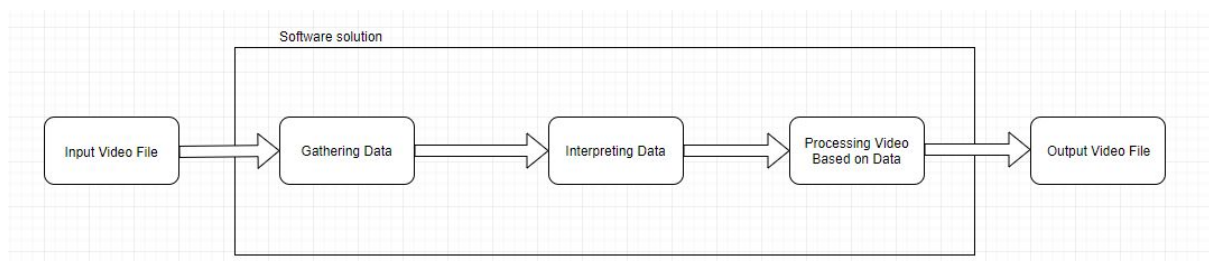 Software solution
Input Video File
Gathering Data
Interpreting Data
Processing Video
Based on Data
Output Video File